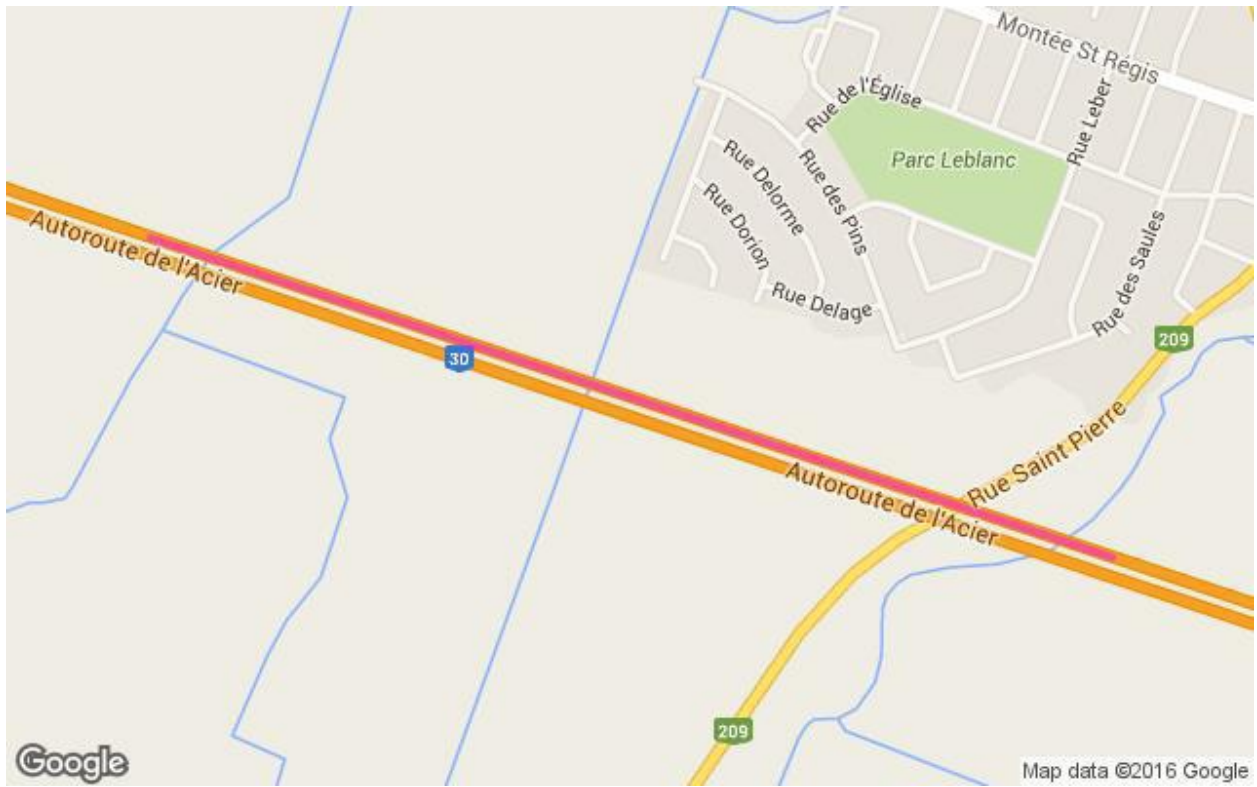 Montée St Régis
Rue de l'Église
Rue Leber
Parc Leblanc
Rue Delorme
Rue des Pins
Rue Dorion
Rue des Saules
Autoroute de l'Acier
Rue Delage
209
30
Rue Saint Pierre
Autoroute de l'Acier
209
Google
Map data ©2016 Google